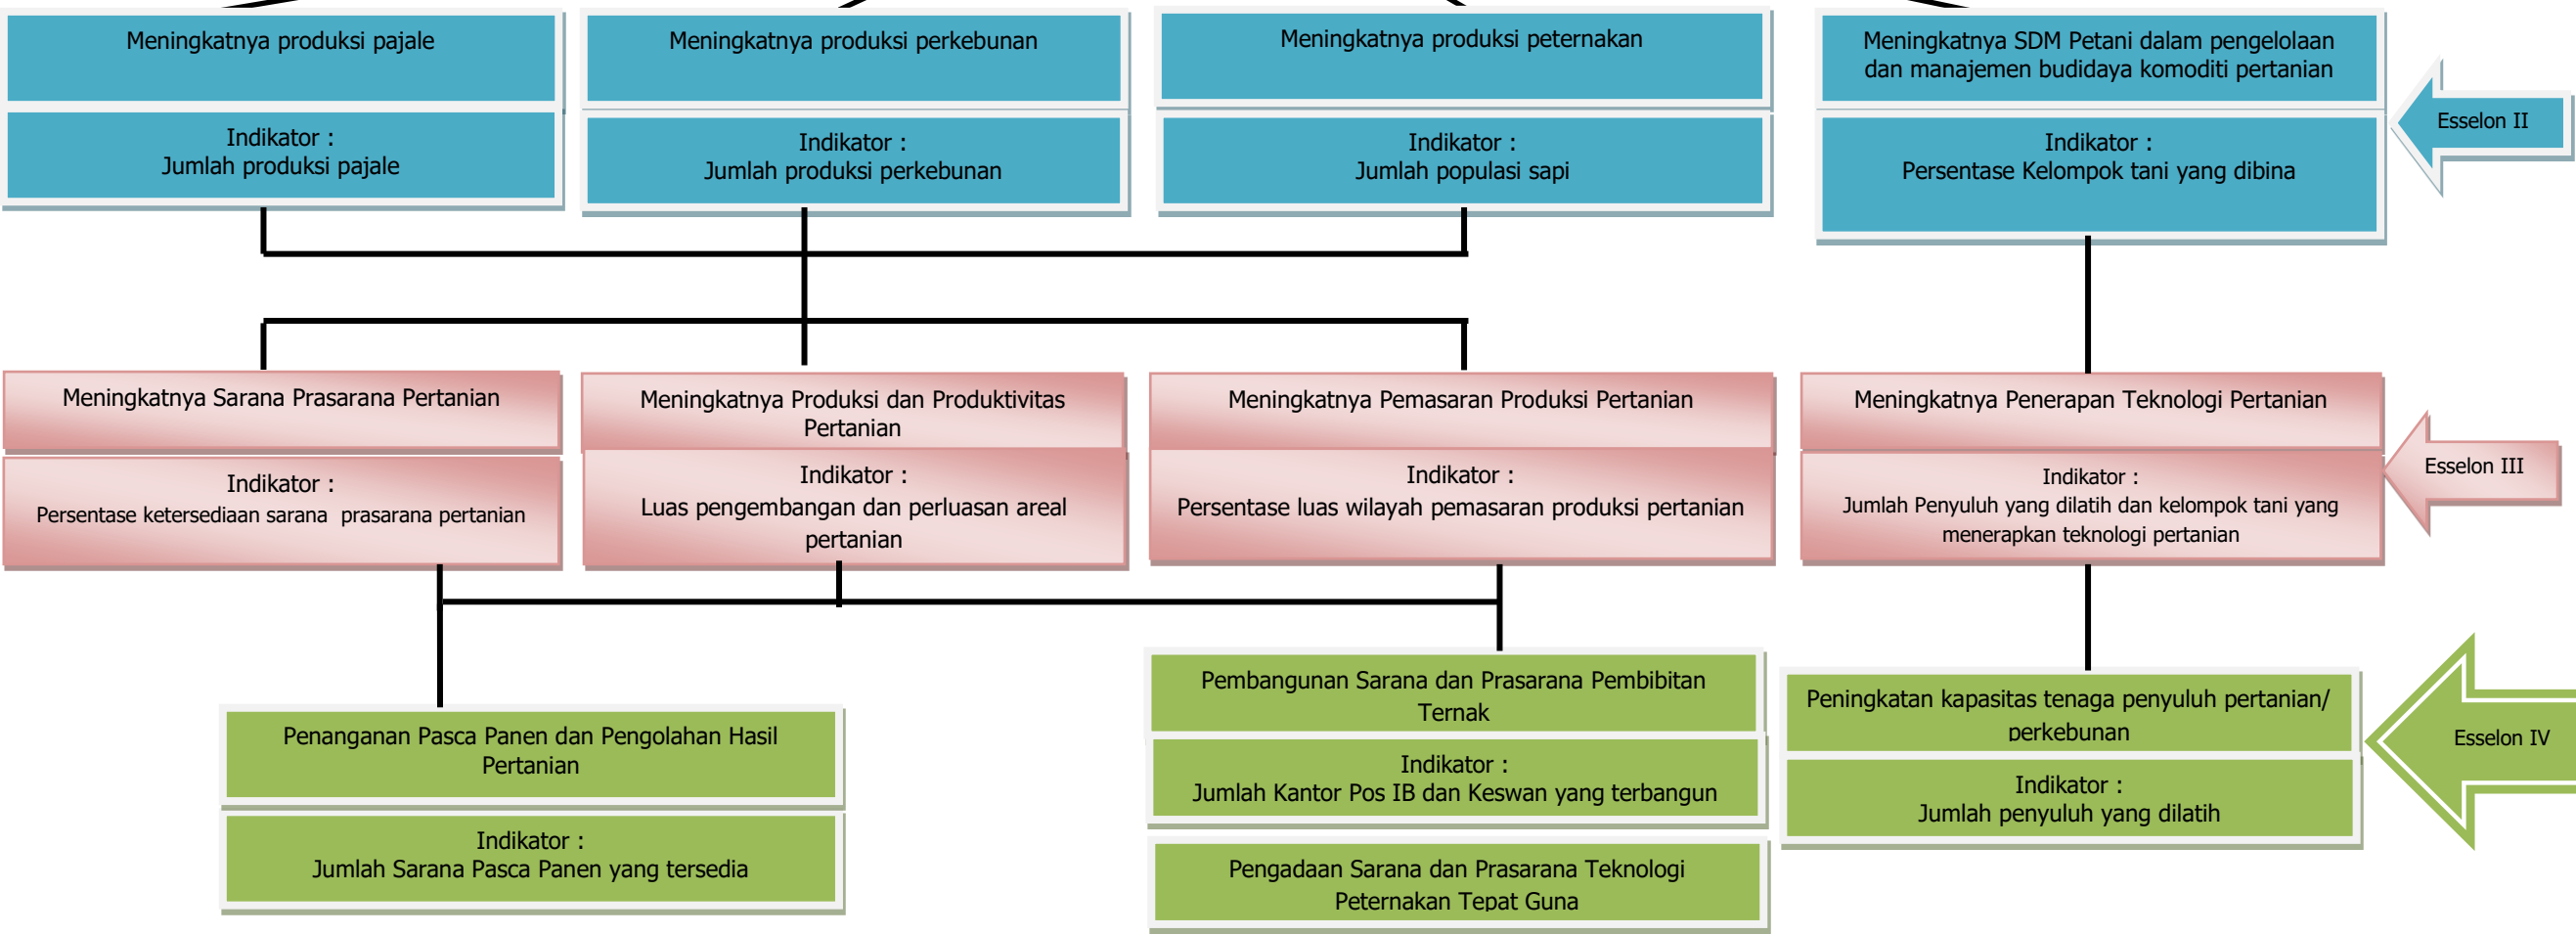 Meningkatnya produksi pajale
Indikator :
Jumlah produksi pajale
Meningkatnya produksi perkebunan
Indikator :
Jumlah produksi perkebunan
Meningkatnya produksi peternakan
Indikator :
Jumlah populasi sapi
Meningkatnya SDM Petani dalam pengelolaan
dan manajemen budidaya komoditi pertanian
Indikator :
Persentase Kelompok tani yang dibina
Esselon II
Meningkatnya Sarana Prasarana Pertanian
Indikator :
Persentase ketersediaan sarana prasarana pertanian
Meningkatnya Produksi dan Produktivitas
Pertanian
Indikator :
Luas pengembangan dan perluasan areal
pertanian
Meningkatnya Pemasaran Produksi Pertanian
Indikator :
Persentase luas wilayah pemasaran produksi pertanian
Meningkatnya Penerapan Teknologi Pertanian
Indikator :
Jumlah Penyuluh yang dilatih dan kelompok tani yang
menerapkan teknologi pertanian
Esselon III
Penanganan Pasca Panen dan Pengolahan Hasil
Pertanian
Indikator :
Jumlah Sarana Pasca Panen yang tersedia
Pembangunan Sarana dan Prasarana Pembibitan
Ternak
Indikator :
Jumlah Kantor Pos IB dan Keswan yang terbangun
Pengadaan Sarana dan Prasarana Teknologi
Peternakan Tepat Guna
Peningkatan kapasitas tenaga penyuluh pertanian/
perkebunan
Indikator :
Jumlah penyuluh yang dilatih
Esselon IV